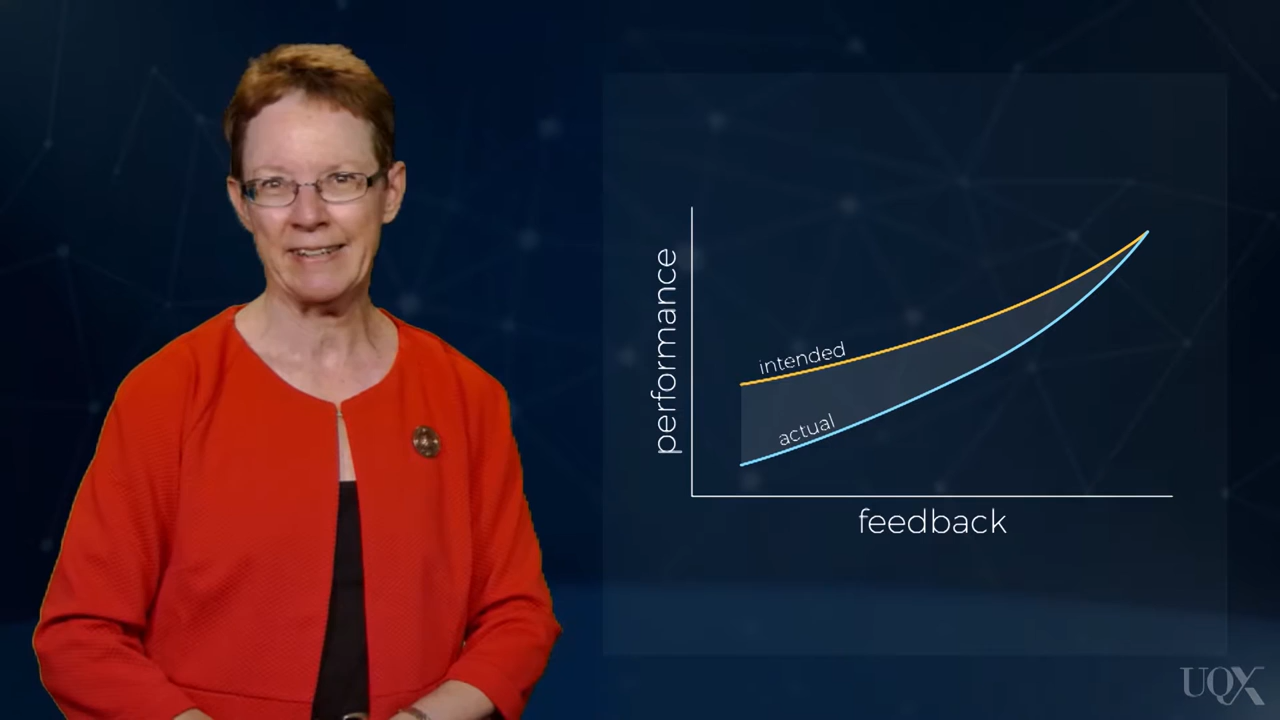 performance
intended
actual
feedback
UQX